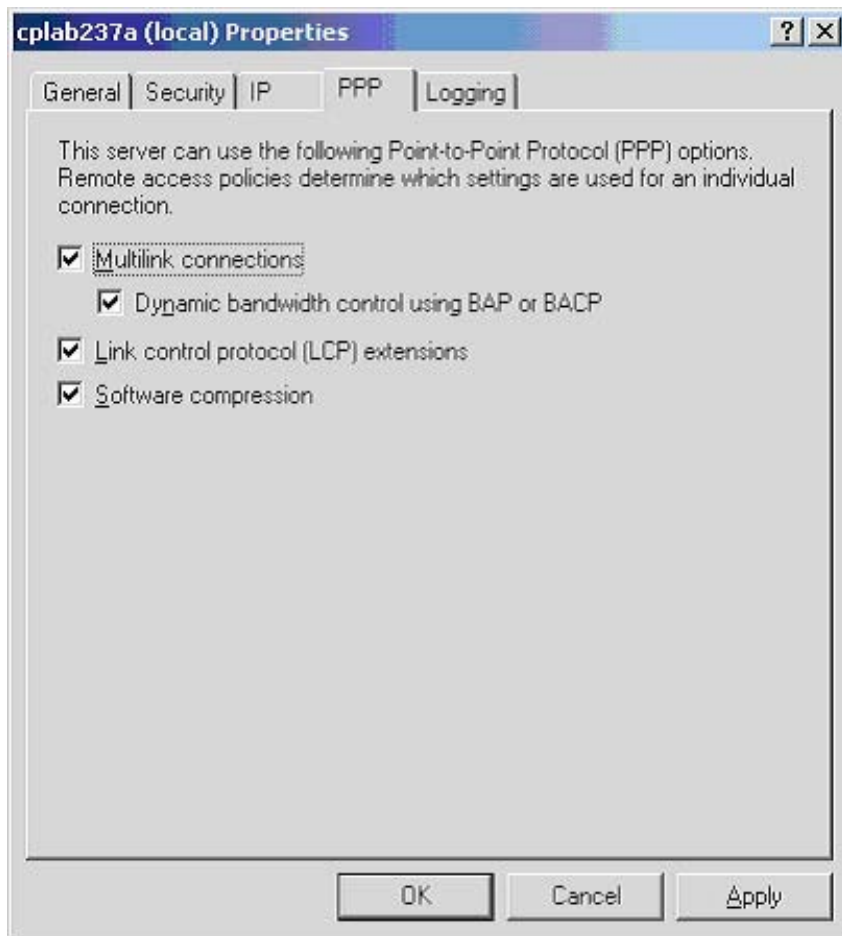 cplab237a (local) Properties
General Security IP PPP Logging
This server can use the following Point-to-Point Protocol (PPP) options.
Remote access policies determine which settings are used for an individual
connection.
Multilink connections
Dynamic bandwidth control using BAP or BACP
Link control protocol (LCP) extensions
Software compression
OK Cancel Apply